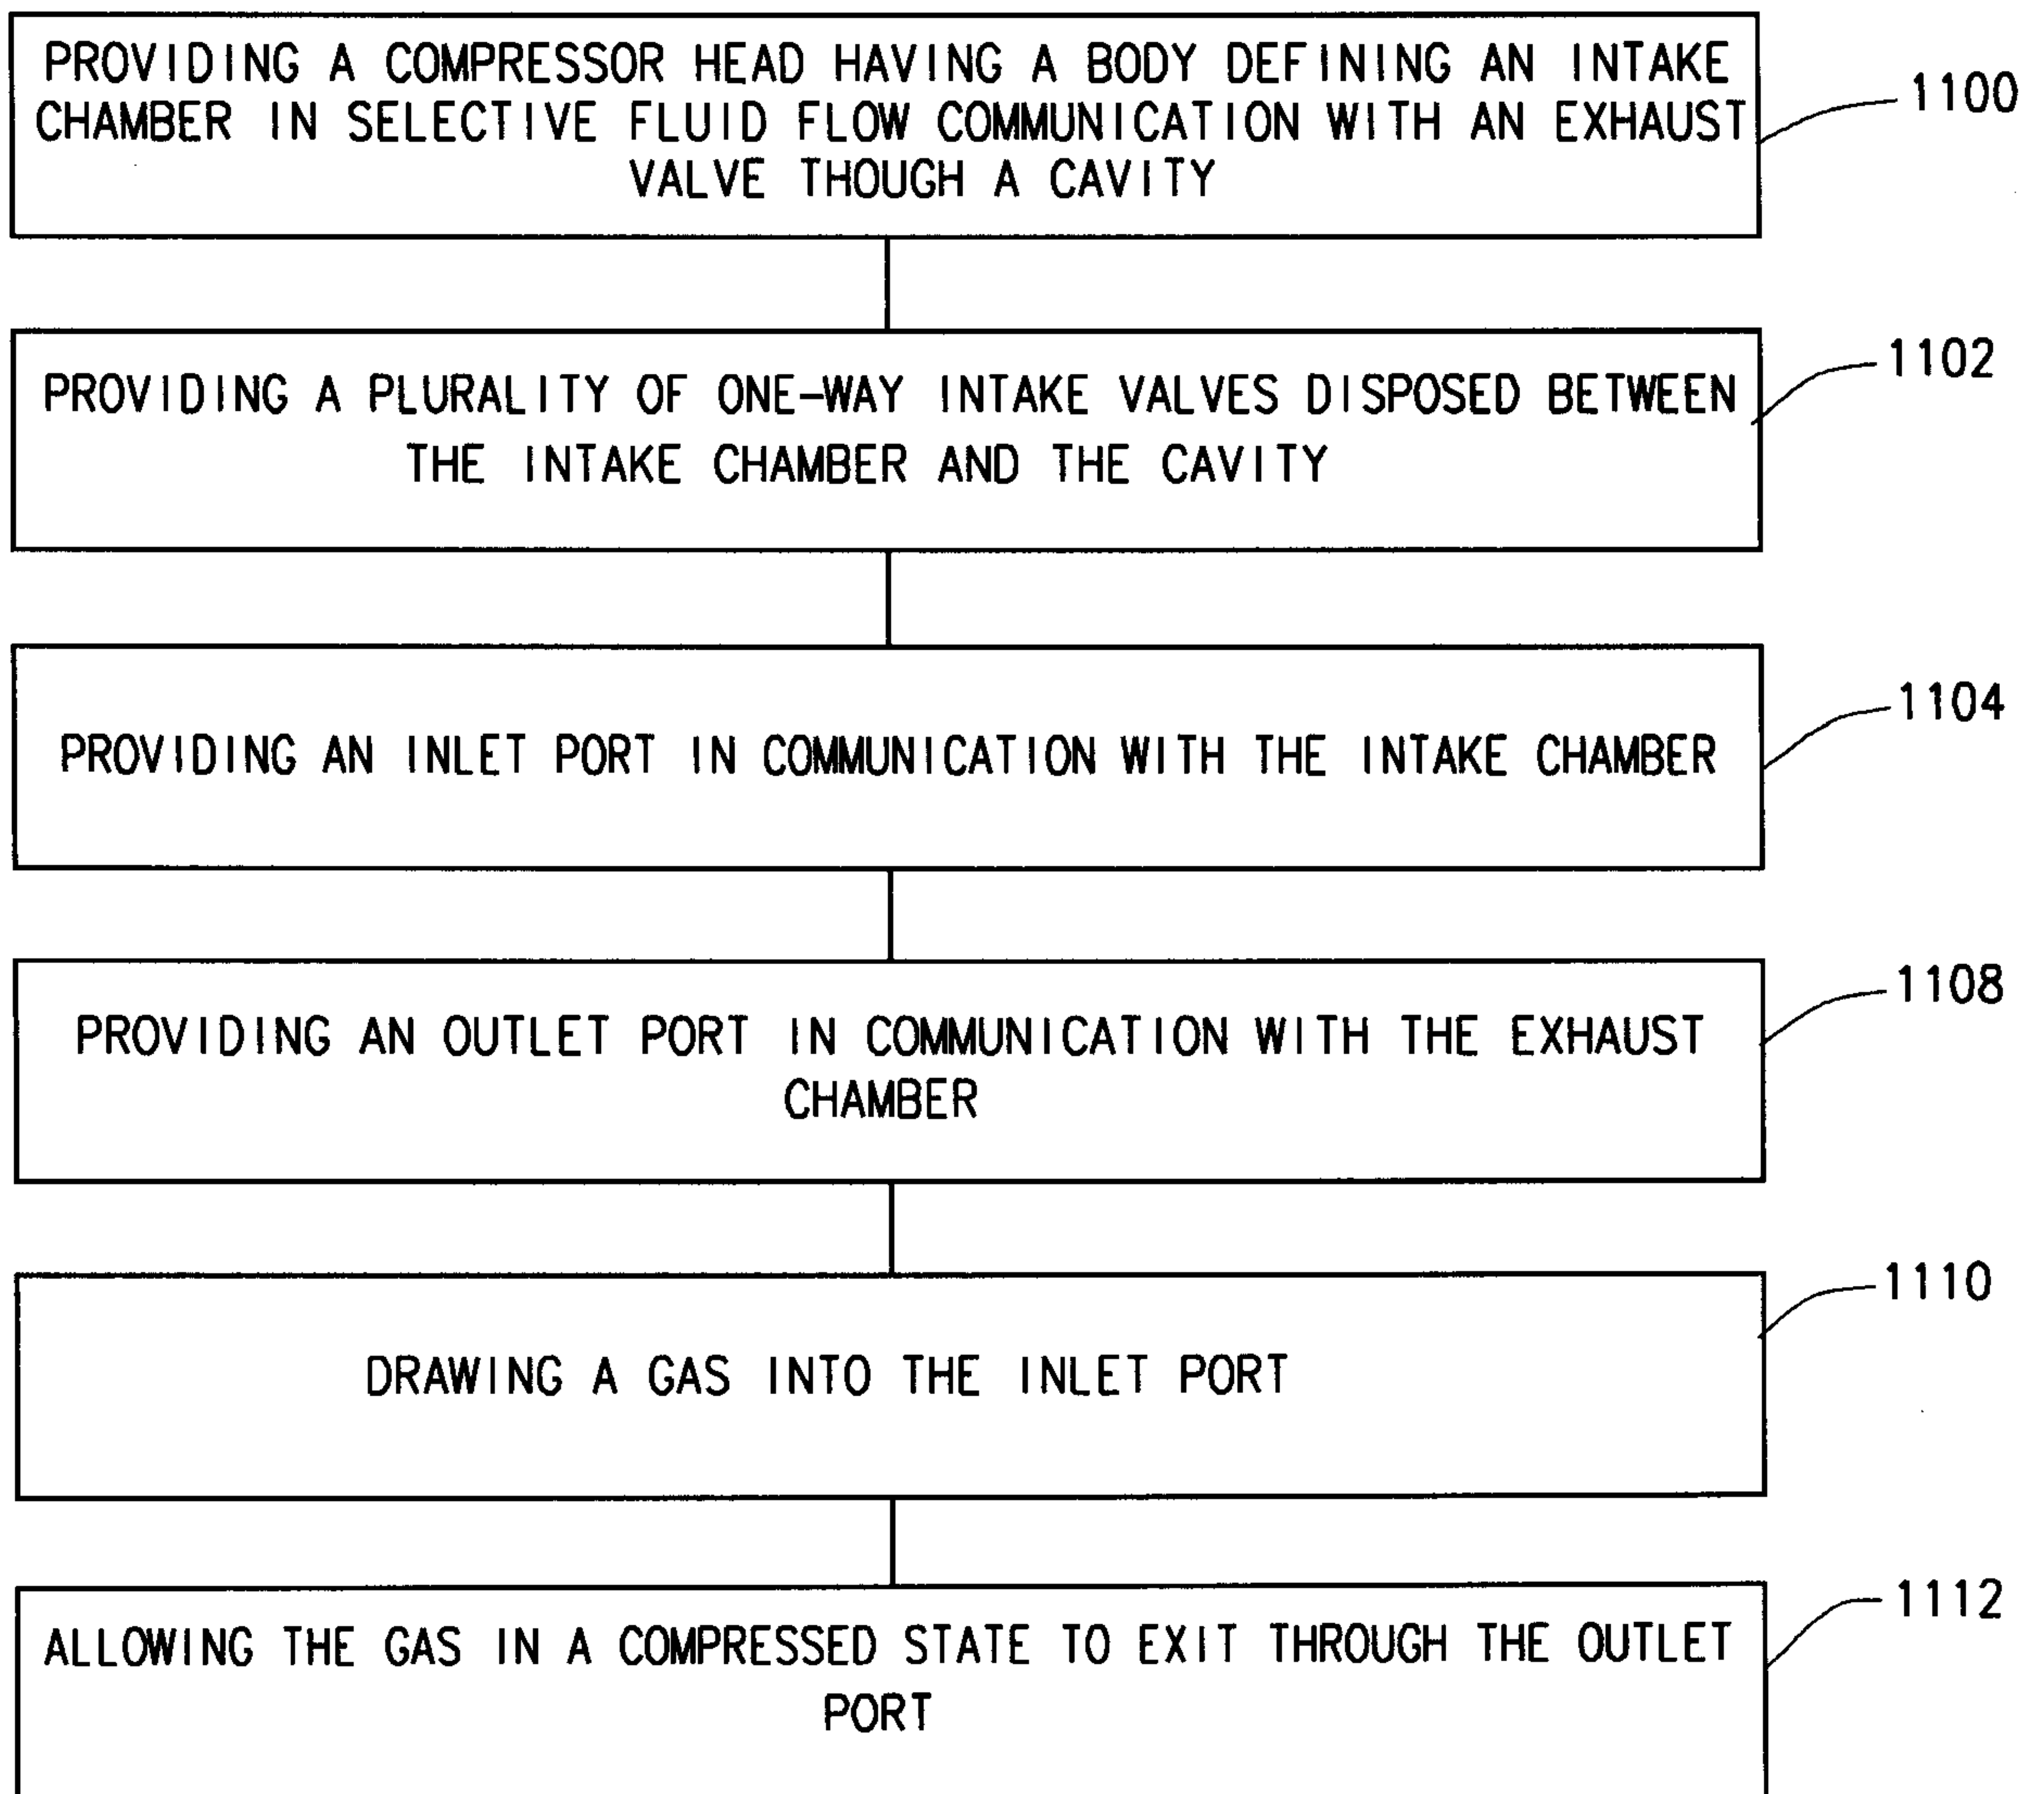 PROVIDING A COMPRESSOR HEAD HAVING A BODY DEFINING AN INTAKE
CHAMBER IN SELECTIVE FLUID FLOW COMMUNICATION WITH AN EXHAUST
VALVE THOUGH A CAVITY
1100
PROVIDING A PLURALITY OF ONE-WAY INTAKE VALVES DISPOSED BETWEEN
THE INTAKE CHAMBER AND THE CAVITY
1102
PROVIDING AN INLET PORT IN COMMUNICATION WITH THE INTAKE CHAMBER
1104
PROVIDING AN OUTLET PORT IN COMMUNICATION WITH THE EXHAUST
CHAMBER
1108
DRAWING A GAS INTO THE INLET PORT
1110
ALLOWING THE GAS IN A COMPRESSED STATE TO EXIT THROUGH THE OUTLET
PORT
1112